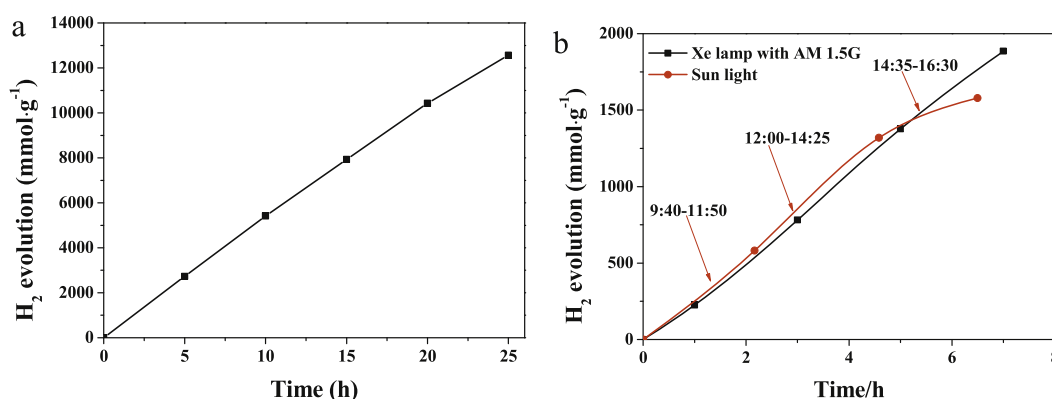 a
H₂ evolution (mmol·g⁻¹)
14000
12000
10000
8000
6000
4000
2000
0
0 5 10 15 20 25
Time (h)
b
H₂ evolution (mmol·g⁻¹)
2000
1500
1000
500
0
Xe lamp with AM 1.5G
Sun light
14:35-16:30
12:00-14:25
9:40-11:50
0 2 4 6 8
Time/h